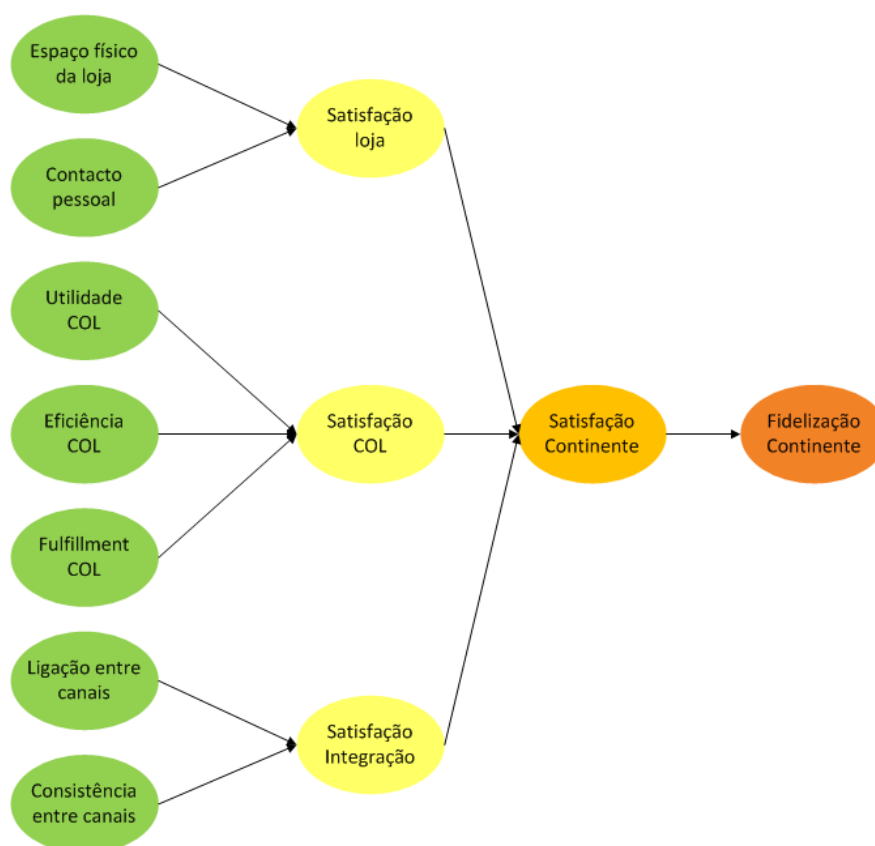 Espaço físico
da loja
Contacto
pessoal
Utilidade
COL
Eficiência
COL
Fulfillment
COL
Ligação entre
canais
Consistência
entre canais
Satisfação
loja
Satisfação
COL
Satisfação
Integração
Satisfação
Continente
Fidelização
Continente